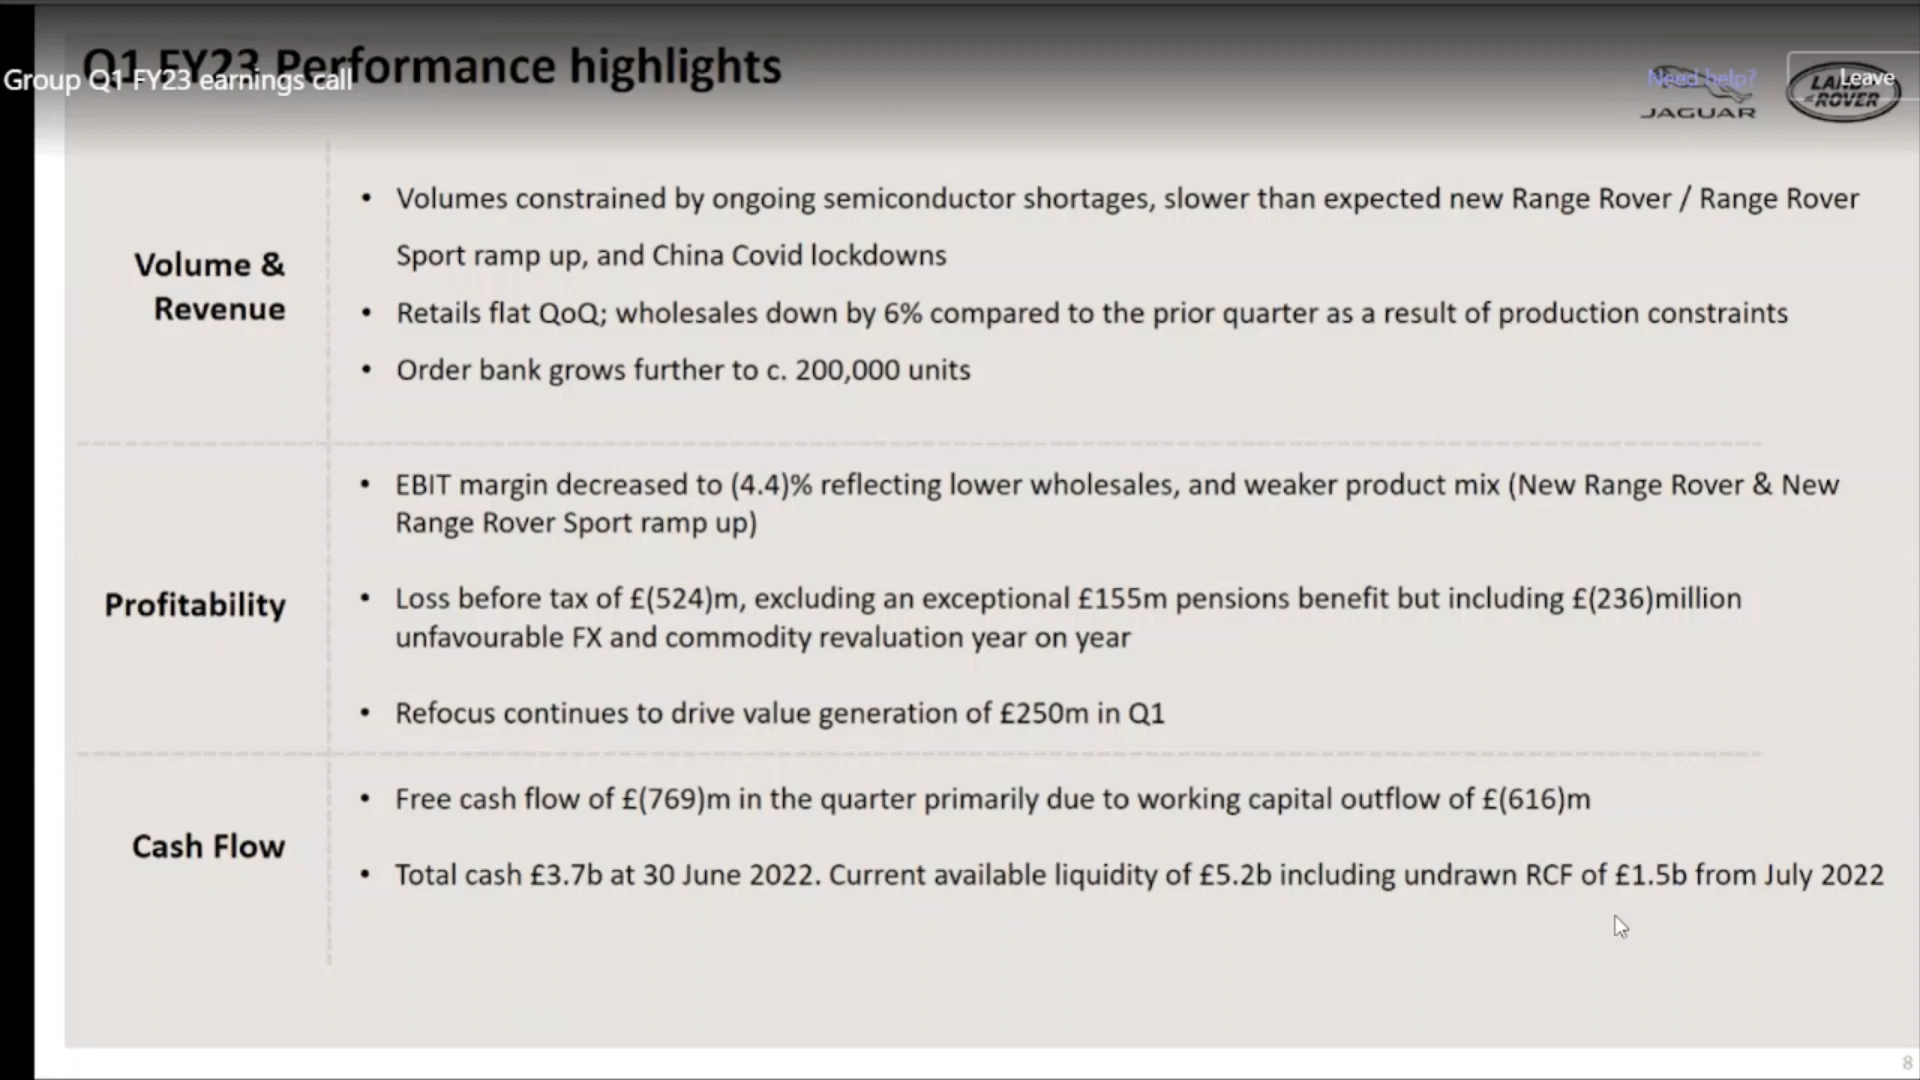 Q1 FY23 Performance highlights
Group Q1 FY23 earnings call
Need help?
Leave
JAGUAR
LAND
ROVER
Volume &
Revenue
• Volumes constrained by ongoing semiconductor shortages, slower than expected new Range Rover / Range Rover
Sport ramp up, and China Covid lockdowns
• Retails flat QoQ; wholesales down by 6% compared to the prior quarter as a result of production constraints
• Order bank grows further to c. 200,000 units
Profitability
• EBIT margin decreased to (4.4)% reflecting lower wholesales, and weaker product mix (New Range Rover & New
Range Rover Sport ramp up)
• Loss before tax of £(524)m, excluding an exceptional £155m pensions benefit but including £(236)million
unfavourable FX and commodity revaluation year on year
• Refocus continues to drive value generation of £250m in Q1
Cash Flow
• Free cash flow of £(769)m in the quarter primarily due to working capital outflow of £(616)m
• Total cash £3.7b at 30 June 2022. Current available liquidity of £5.2b including undrawn RCF of £1.5b from July 2022
8